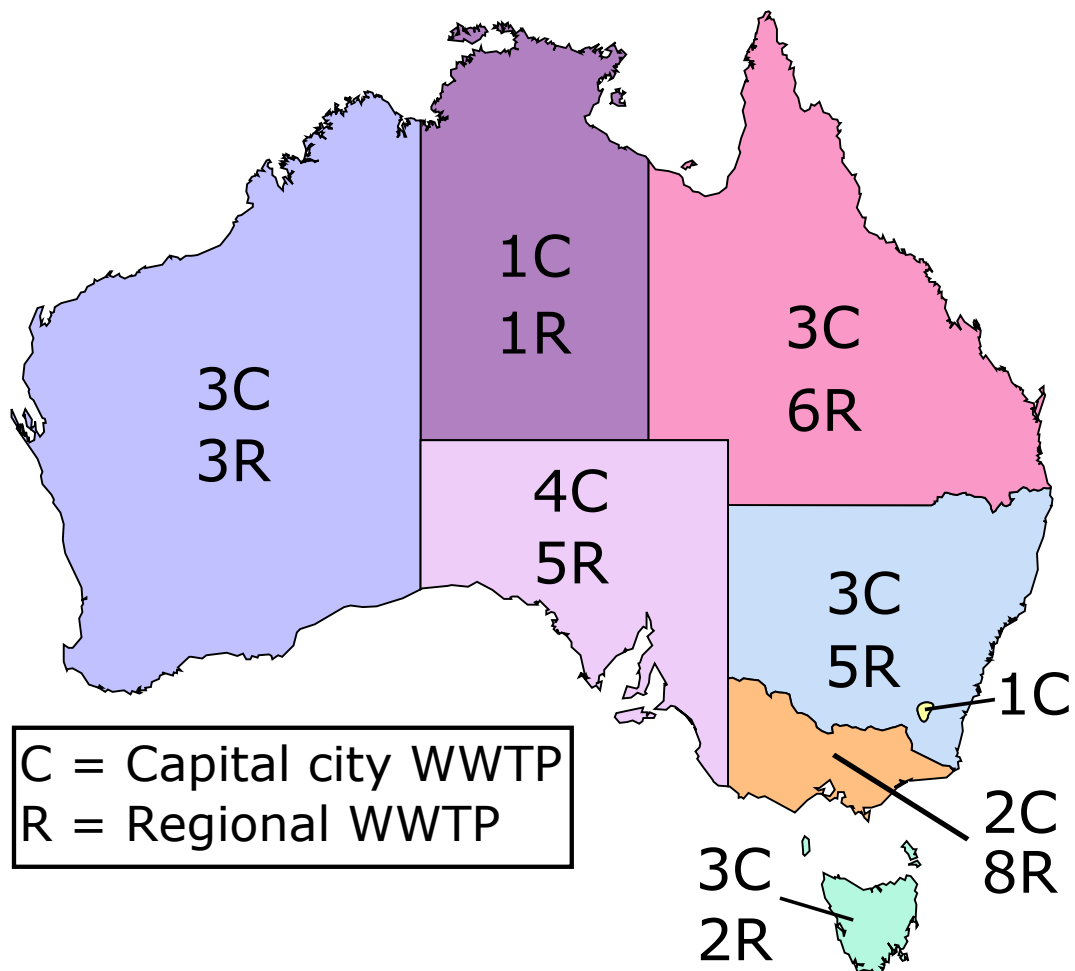 1C
1R
3C
6R
3C
3R
4C
5R
3C
5R
1C
C = Capital city WWTP
R = Regional WWTP
2C
8R
3C
2R